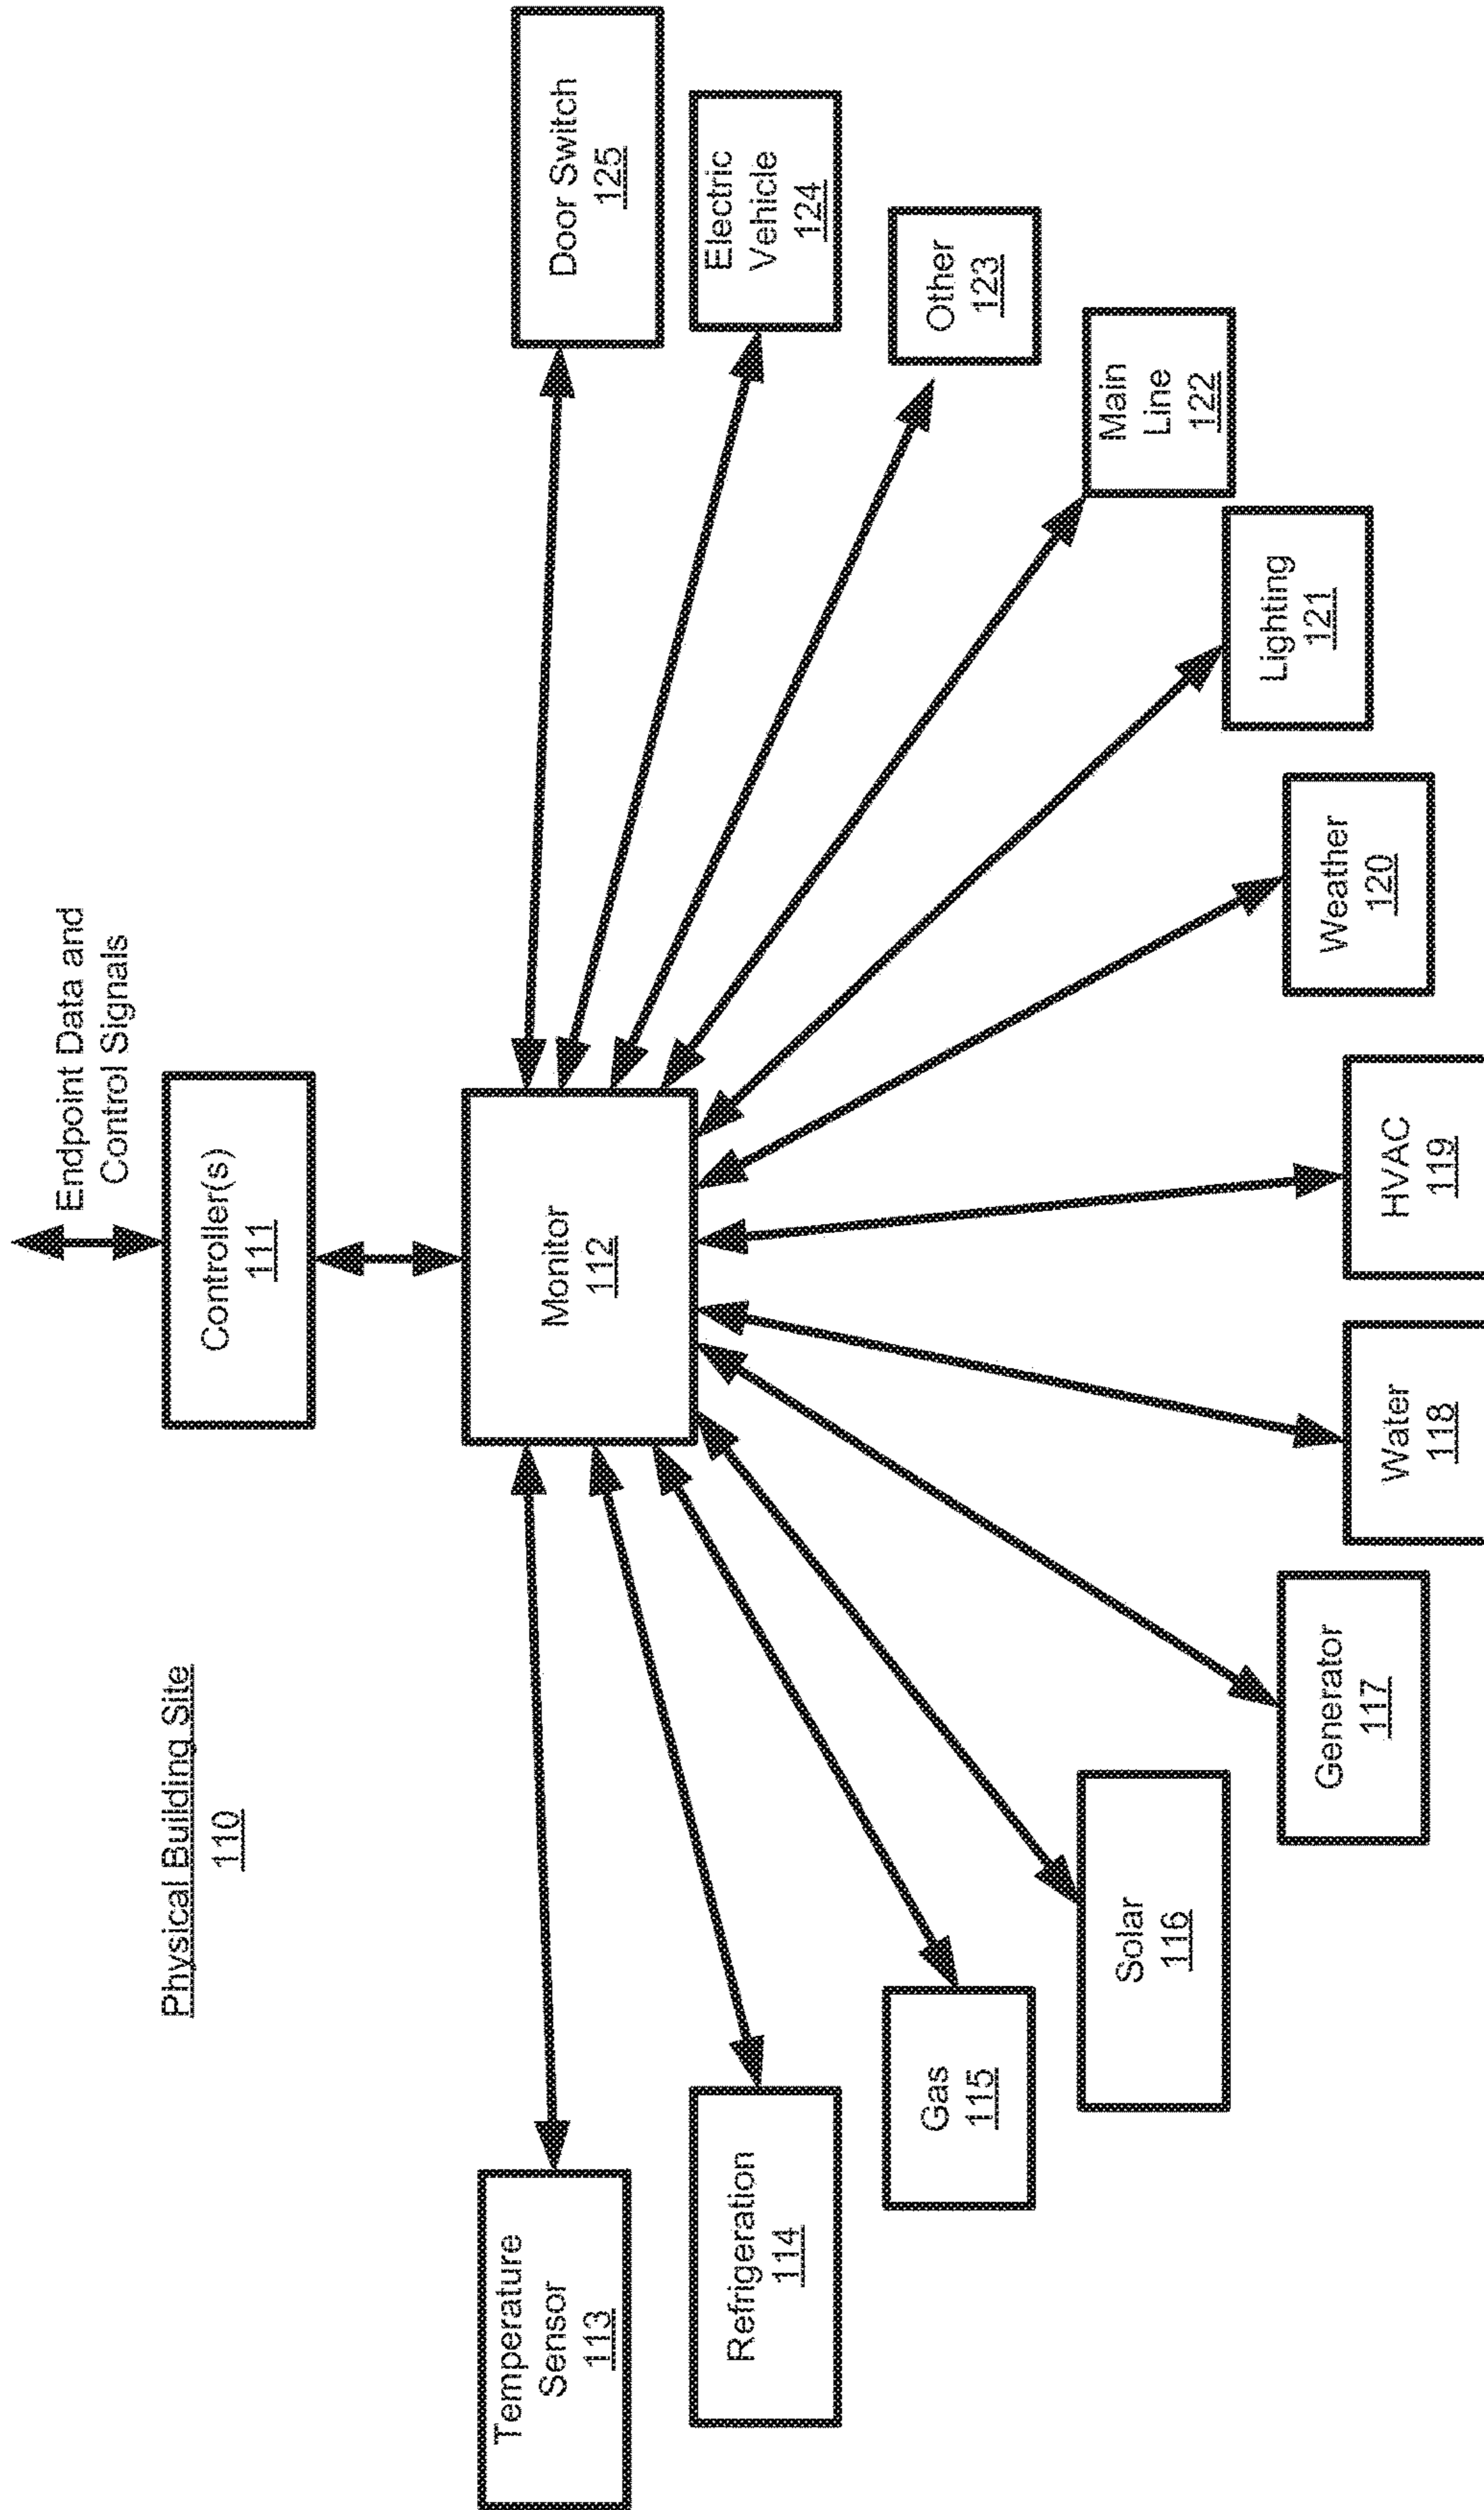 Physical Building Site
110
Endpoint Data and
Control Signals
Controller(s)
111
Monitor
112
Temperature
Sensor
113
Refrigeration
114
Gas
115
Solar
116
Generator
117
Water
118
HVAC
119
Weather
120
Lighting
121
Main
Line
122
Other
123
Electric
Vehicle
124
Door Switch
125